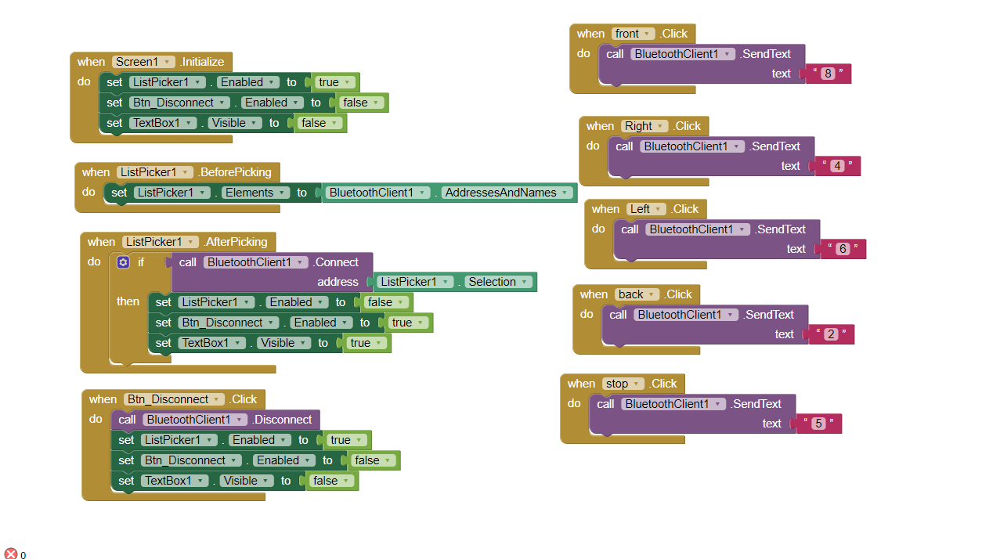 when Screen1 .Initialize
do set ListPicker1 . Enabled to true
set Btn_Disconnect . Enabled to false
set TextBox1 . Visible to false
when ListPicker1 .BeforePicking
do set ListPicker1 . Elements to BluetoothClient1 . AddressesAndNames
when ListPicker1 .AfterPicking
do if call BluetoothClient1 .Connect
address ListPicker1 . Selection
then set ListPicker1 . Enabled to false
set Btn_Disconnect . Enabled to true
set TextBox1 . Visible to true
when Btn_Disconnect .Click
do call BluetoothClient1 .Disconnect
set ListPicker1 . Enabled to true
set Btn_Disconnect . Enabled to false
set TextBox1 . Visible to false
when front .Click
do call BluetoothClient1 .SendText
text “ 8 ”
when Right .Click
do call BluetoothClient1 .SendText
text “ 4 ”
when Left .Click
do call BluetoothClient1 .SendText
text “ 6 ”
when back .Click
do call BluetoothClient1 .SendText
text “ 2 ”
when stop .Click
do call BluetoothClient1 .SendText
text “ 5 ”
0